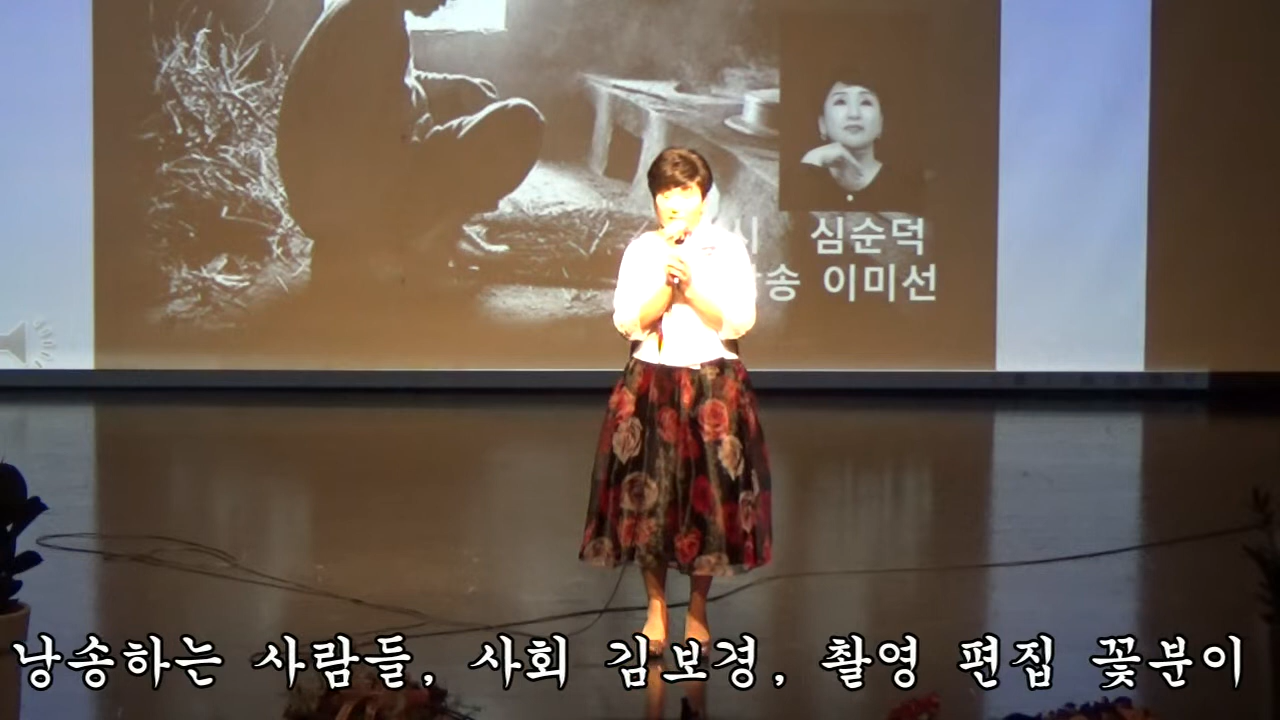 시 심순덕
낭송 이미선
낭송하는 사람들, 사회 김보경, 촬영 편집 꽃분이